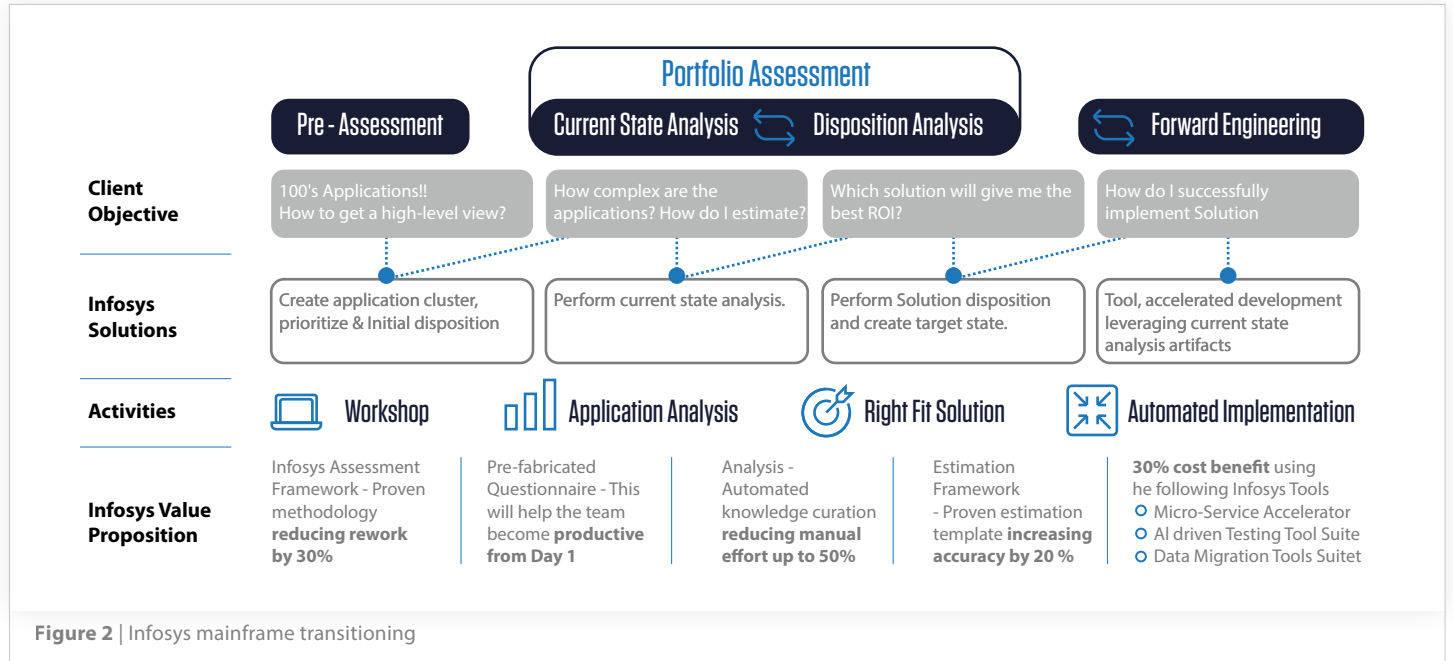 Portfolio Assessment
Pre - Assessment
Current State Analysis
Disposition Analysis
Forward Engineering
Client
Objective
100's Applications!!
How to get a high-level view?
How complex are the
applications? How do I estimate?
Which solution will give me the
best ROI?
How do I successfully
implement Solution
Infosys
Solutions
Create application cluster,
prioritize & Initial disposition
Perform current state analysis.
Perform Solution disposition
and create target state.
Tool, accelerated development
leveraging current state
analysis artifacts
Activities
Workshop
Application Analysis
Right Fit Solution
Automated Implementation
Infosys Value
Proposition
Infosys Assessment
Framework - Proven
methodology
reducing rework
by 30%
Pre-fabricated
Questionnaire - This
will help the team
become productive
from Day 1
Analysis -
Automated
knowledge curation
reducing manual
effort up to 50%
Estimation
Framework
- Proven estimation
template increasing
accuracy by 20 %
30% cost benefit using
he following Infosys Tools
Micro-Service Accelerator
AI driven Testing Tool Suite
Data Migration Tools Suitet
Figure 2 | Infosys mainframe transitioning